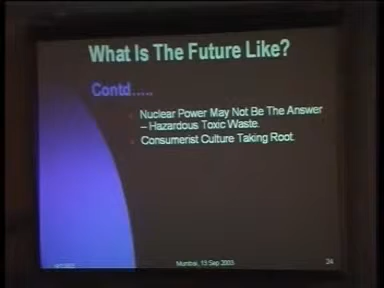 What Is The Future Like?
Contd.....
Nuclear Power May Not Be The Answer
– Hazardous Toxic Waste.
Consumerist Culture Taking Root.
Mumbai, 13 Sep 2003
24